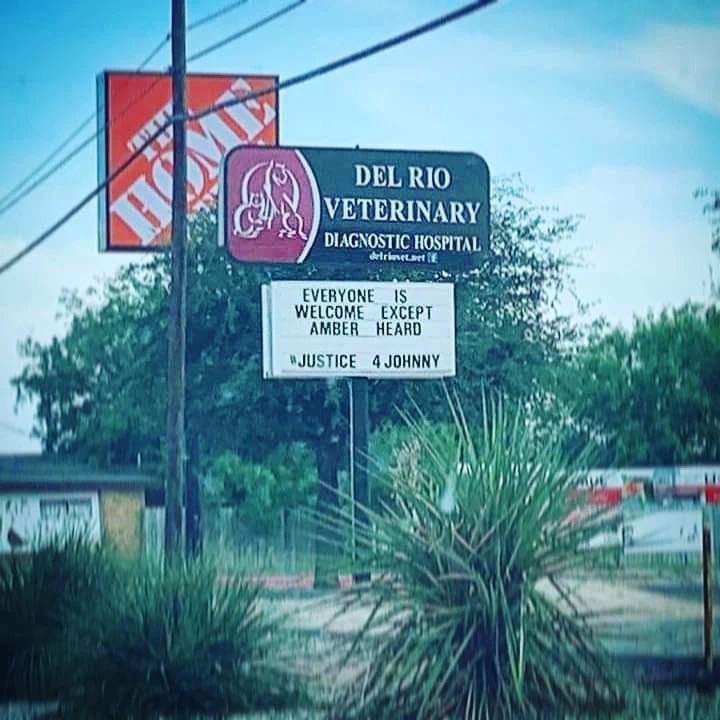 THE
HOME
DEL RIO
VETERINARY
DIAGNOSTIC HOSPITAL
delriovet.net
EVERYONE IS
WELCOME EXCEPT
AMBER HEARD
#JUSTICE 4 JOHNNY